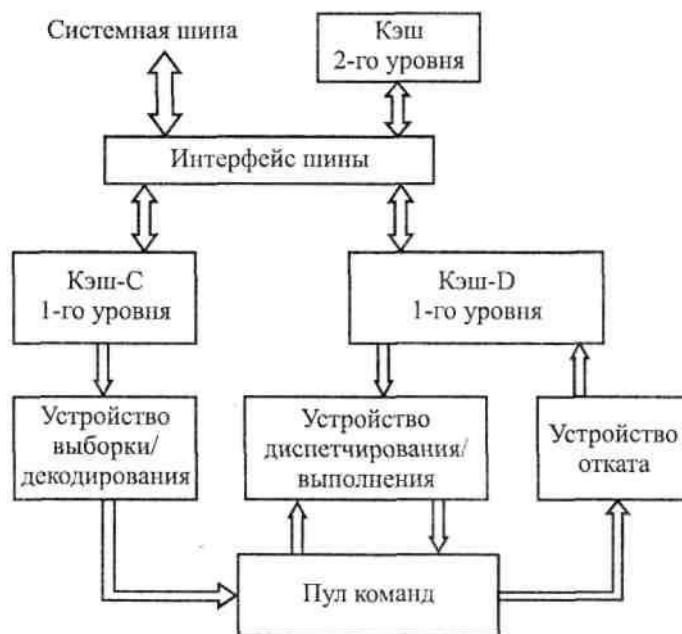 Системная шина
Кэш
2-го уровня
Интерфейс шины
Кэш-C
1-го уровня
Кэш-D
1-го уровня
Устройство
выборки/
декодирования
Устройство
диспетчирования/
выполнения
Устройство
отката
Пул команд